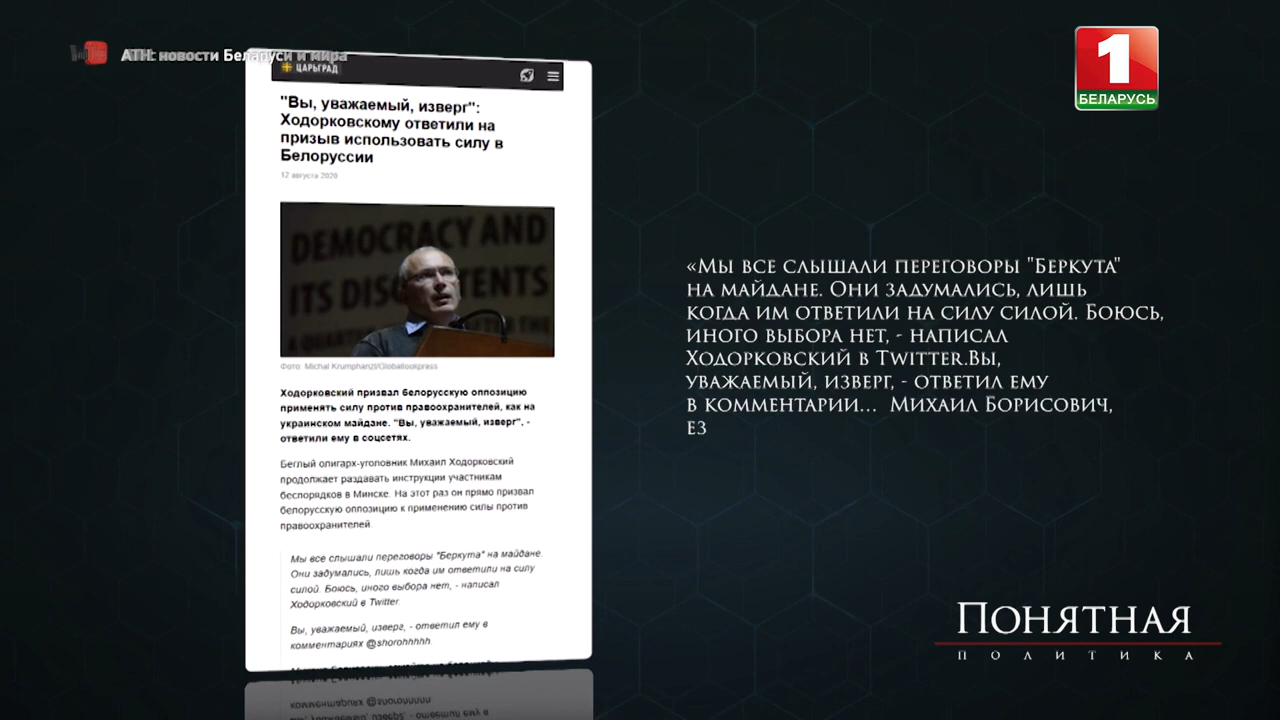 АТН: новости Беларуси и мира
1
БЕЛАРУСЬ
ЦАРЬГРАД
"Вы, уважаемый, изверг":
Ходорковскому ответили на
призыв использовать силу в
Белоруссии
12 августа 2020
DEMOCRACY AND
ITS
Фото: Michal Krumphanzl/Globallookpress
Ходорковский призвал белорусскую оппозицию
применять силу против правоохранителей, как на
украинском майдане. "Вы, уважаемый, изверг", -
ответили ему в соцсетях.
Беглый олигарх-уголовник Михаил Ходорковский
продолжает раздавать инструкции участникам
беспорядков в Минске. На этот раз он прямо призвал
белорусскую оппозицию к применению силы против
правоохранителей.
Мы все слышали переговоры "Беркута" на майдане.
Они задумались, лишь когда им ответили на силу
силой. Боюсь, иного выбора нет, - написал
Ходорковский в Twitter.
Вы, уважаемый, изверг, - ответил ему в
комментариях @shorohhhhh.
«Мы все слышали переговоры "Беркута"
на майдане. Они задумались, лишь
когда им ответили на силу силой. Боюсь,
иного выбора нет, - написал
Ходорковский в Twitter.Вы,
уважаемый, изверг, - ответил ему
в комментарии... Михаил Борисович,
ез
Понятная
политика